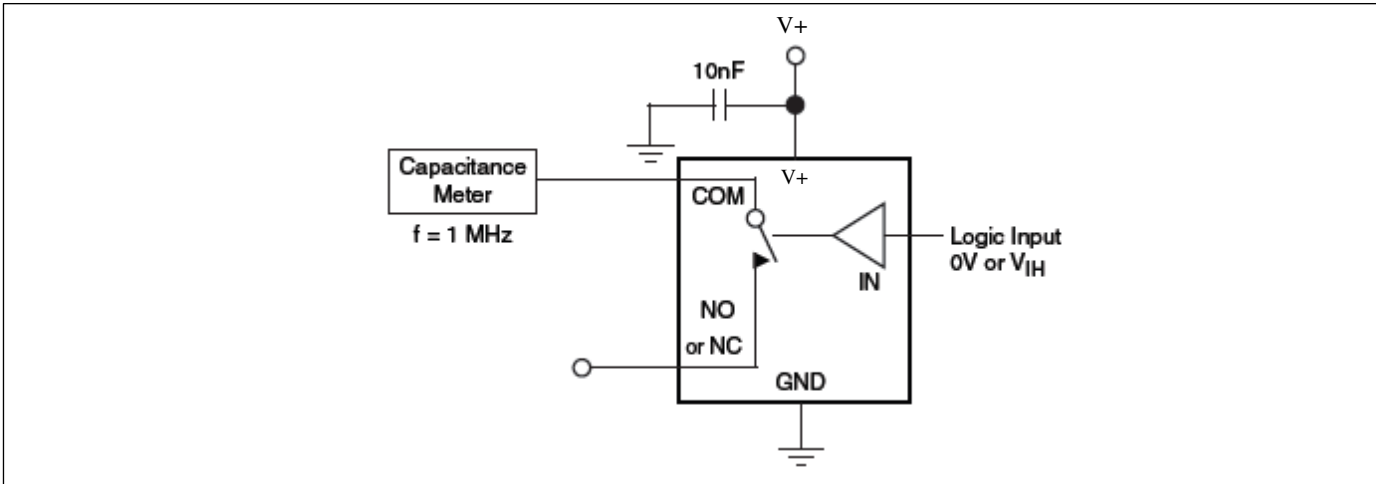 V+
10nF
Capacitance
Meter
f = 1 MHz
V+
COM
Logic Input
0V or VIH
IN
NO
or NC
GND